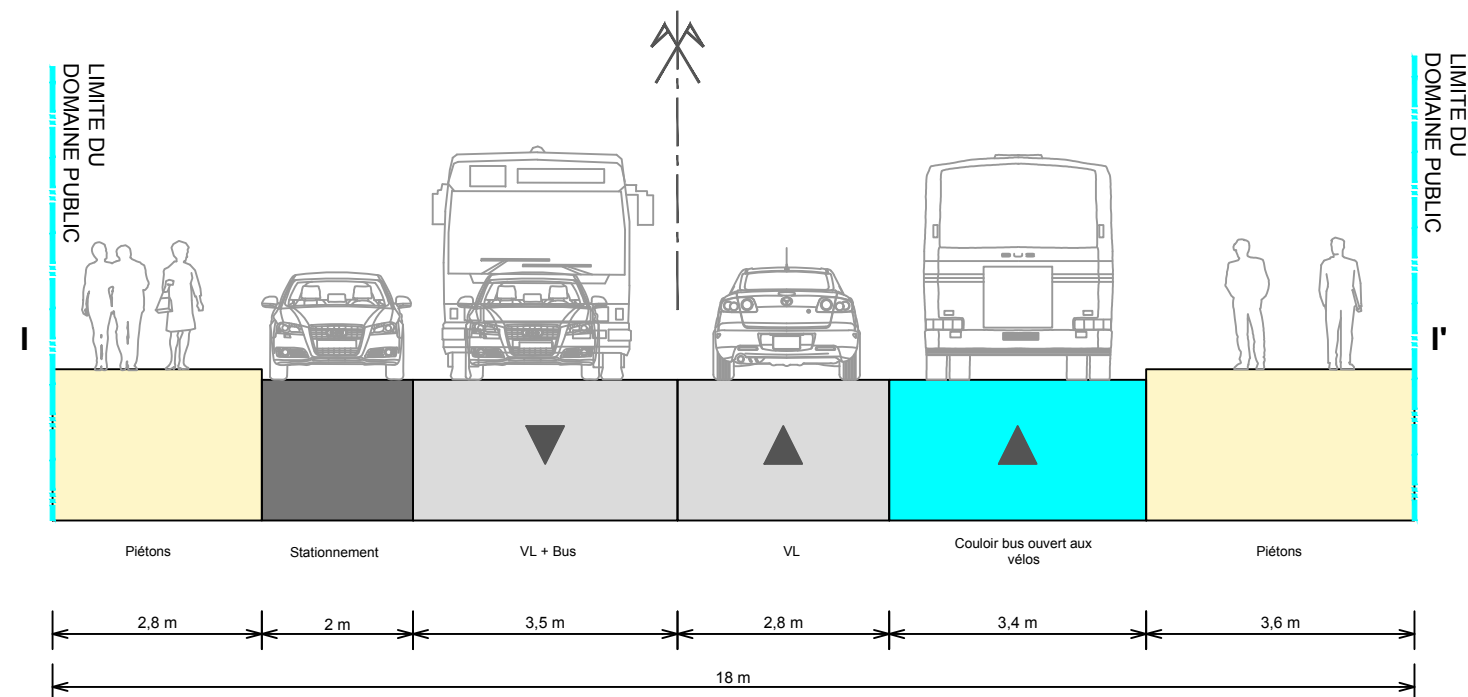 LIMITE DU
DOMAINE PUBLIC
LIMITE DU
DOMAINE PUBLIC
I
I'
Piétons
Stationnement
VL + Bus
VL
Couloir bus ouvert aux
vélos
Piétons
2,8 m
2 m
3,5 m
2,8 m
3,4 m
3,6 m
18 m